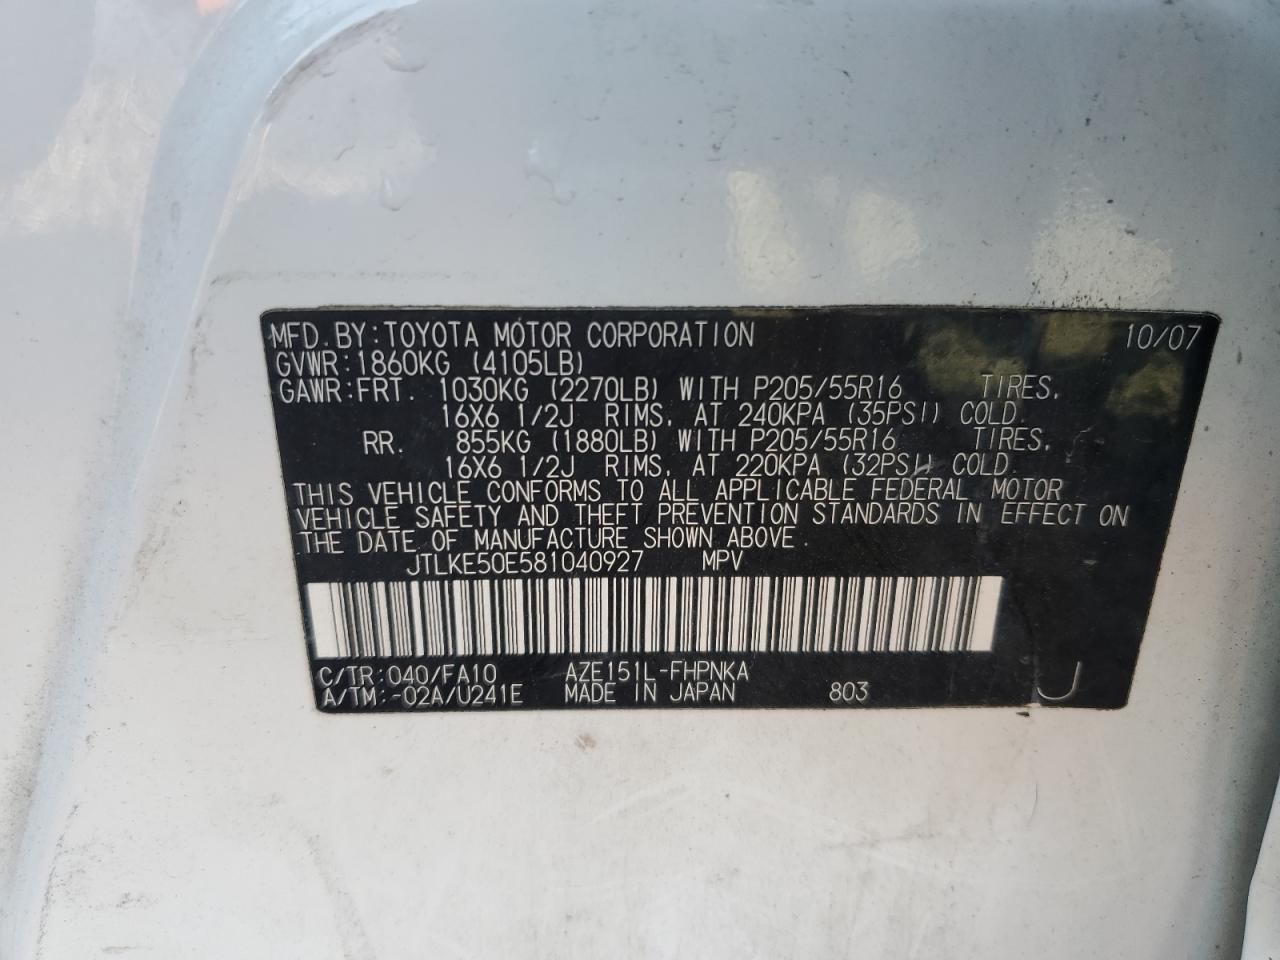 MFD. BY: TOYOTA MOTOR CORPORATION 10/07
GVWR: 1860KG (4105LB)
GAWR: FRT. 1030KG (2270LB) WITH P205/55R16 TIRES,
16X6 1/2J RIMS, AT 240KPA (35PSI) COLD.
RR. 855KG (1880LB) WITH P205/55R16 TIRES,
16X6 1/2J RIMS, AT 220KPA (32PSI) COLD.
THIS VEHICLE CONFORMS TO ALL APPLICABLE FEDERAL MOTOR
VEHICLE SAFETY AND THEFT PREVENTION STANDARDS IN EFFECT ON
THE DATE OF MANUFACTURE SHOWN ABOVE.
JTLKE50E581040927 MPV
C/TR: 040/FA10 AZE151L-FHPNKA
A/TM: -02A/U241E MADE IN JAPAN 803 J